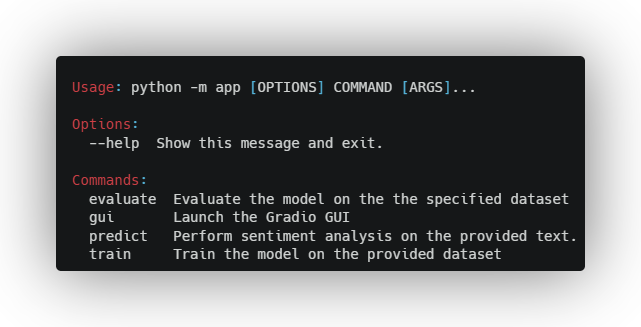 Usage: python -m app [OPTIONS] COMMAND [ARGS]...
Options:
--help  Show this message and exit.
Commands:
evaluate  Evaluate the model on the the specified dataset
gui       Launch the Gradio GUI
predict   Perform sentiment analysis on the provided text.
train     Train the model on the provided dataset